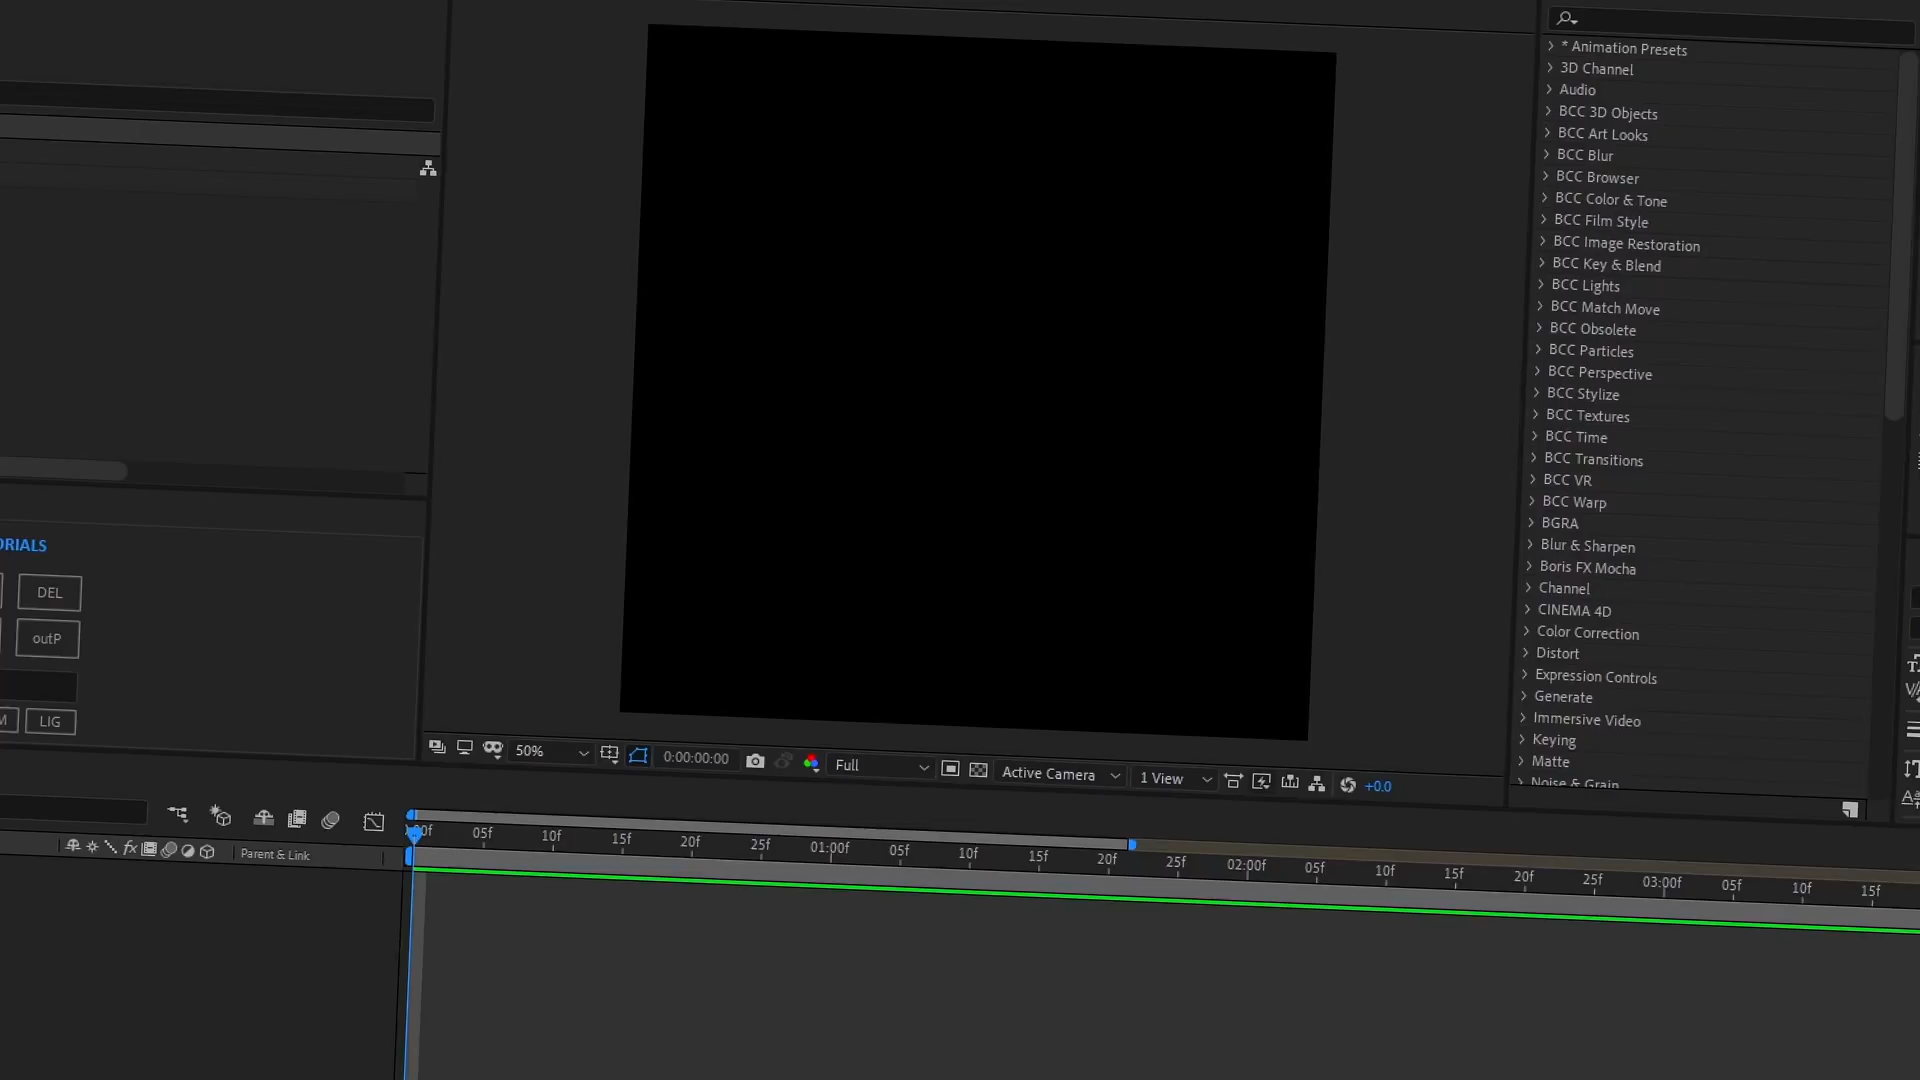 * Animation Presets
3D Channel
Audio
BCC 3D Objects
BCC Art Looks
BCC Blur
BCC Browser
BCC Color & Tone
BCC Film Style
BCC Image Restoration
BCC Key & Blend
BCC Lights
BCC Match Move
BCC Obsolete
BCC Particles
BCC Perspective
BCC Stylize
BCC Textures
BCC Time
BCC Transitions
BCC VR
BCC Warp
BGRA
Blur & Sharpen
Boris FX Mocha
Channel
CINEMA 4D
Color Correction
Distort
Expression Controls
Generate
Immersive Video
Keying
Matte
Noise & Grain
ORIALS
DEL
outP
M LIG
50% 0:00:00:00 Full Active Camera 1 View +0.0
fx Parent & Link
05f 10f 15f 20f 25f 01:00f 05f 10f 15f 20f 25f 02:00f 05f 10f 15f 20f 25f 03:00f 05f 10f 15f